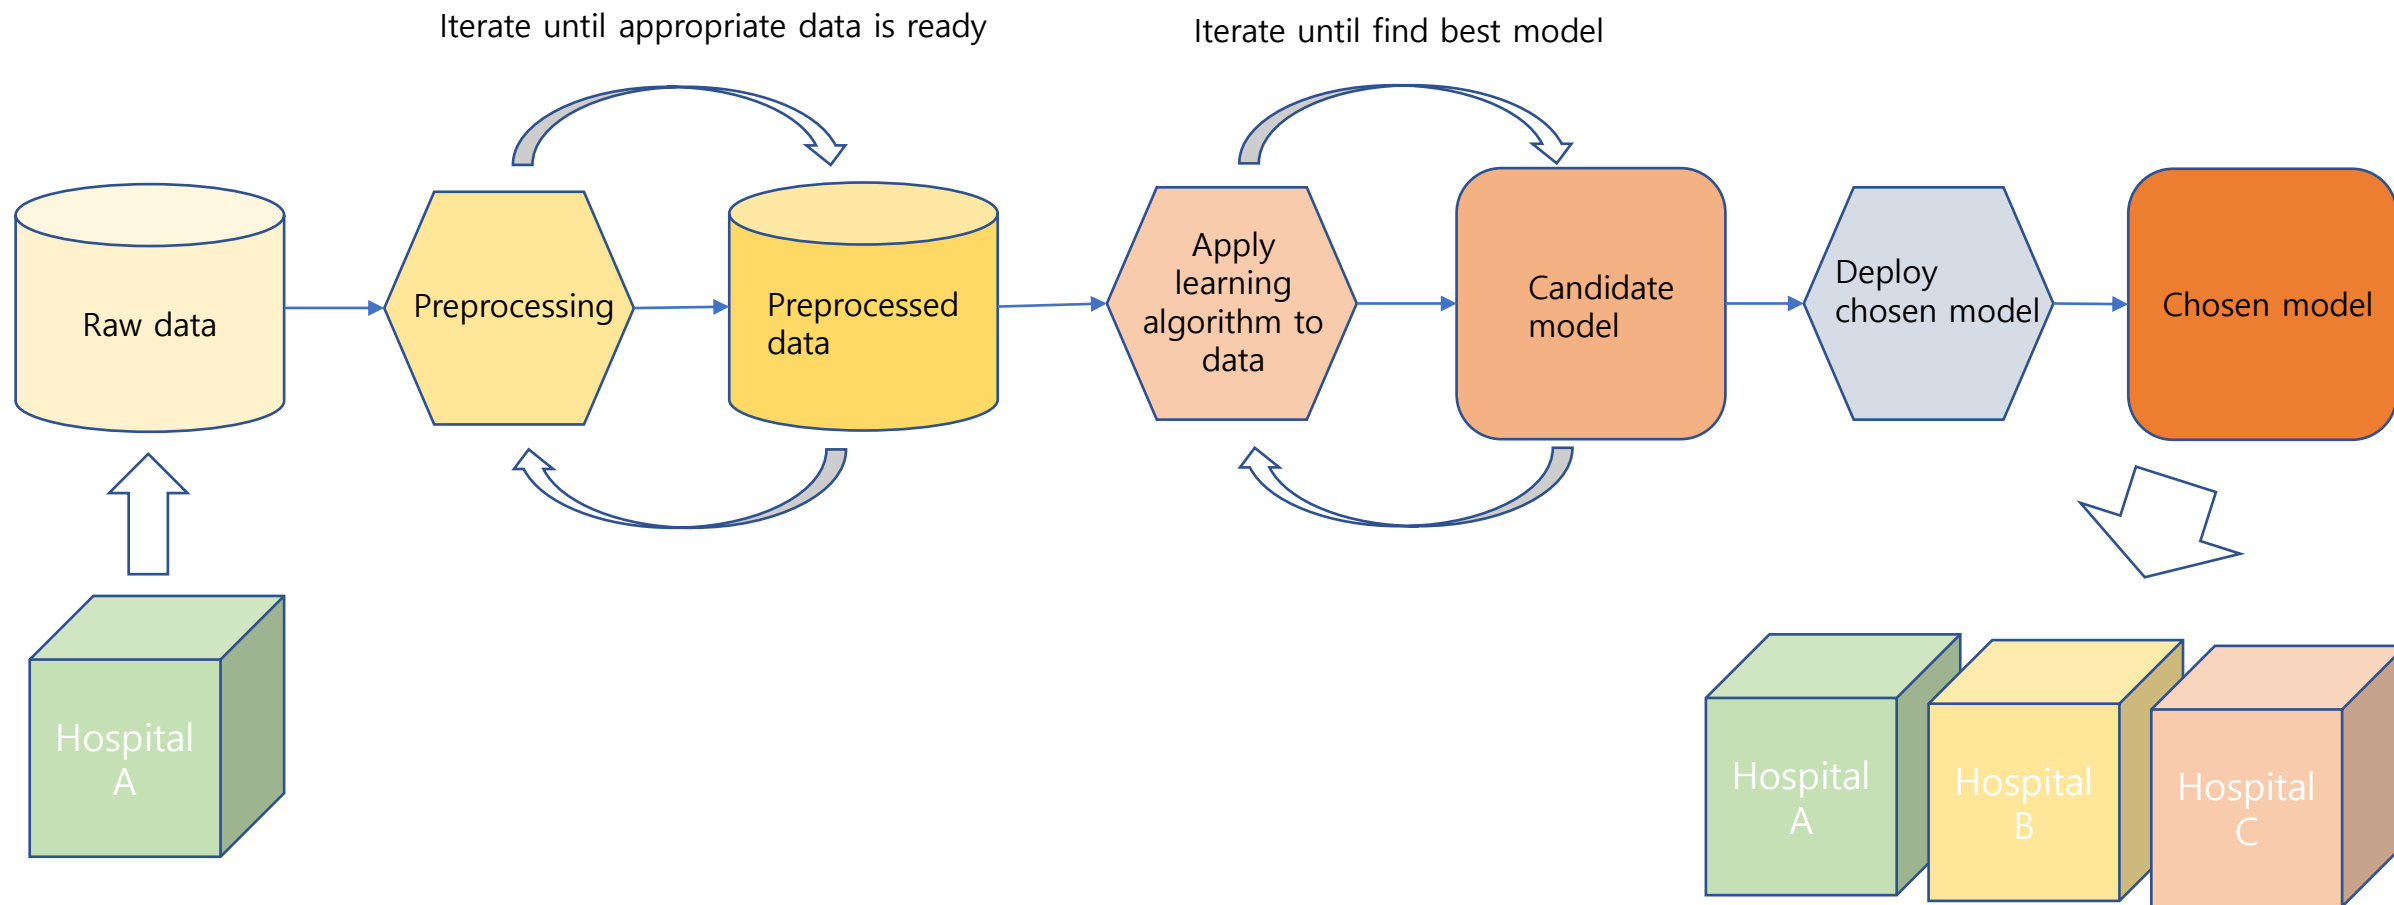 Iterate until appropriate data is ready
Iterate until find best model
Raw data
Preprocessing
Preprocessed
data
Apply
learning
algorithm to
data
Candidate
model
Deploy
chosen model
Chosen model
Hospital
A
Hospital
A
Hospital
B
Hospital
C